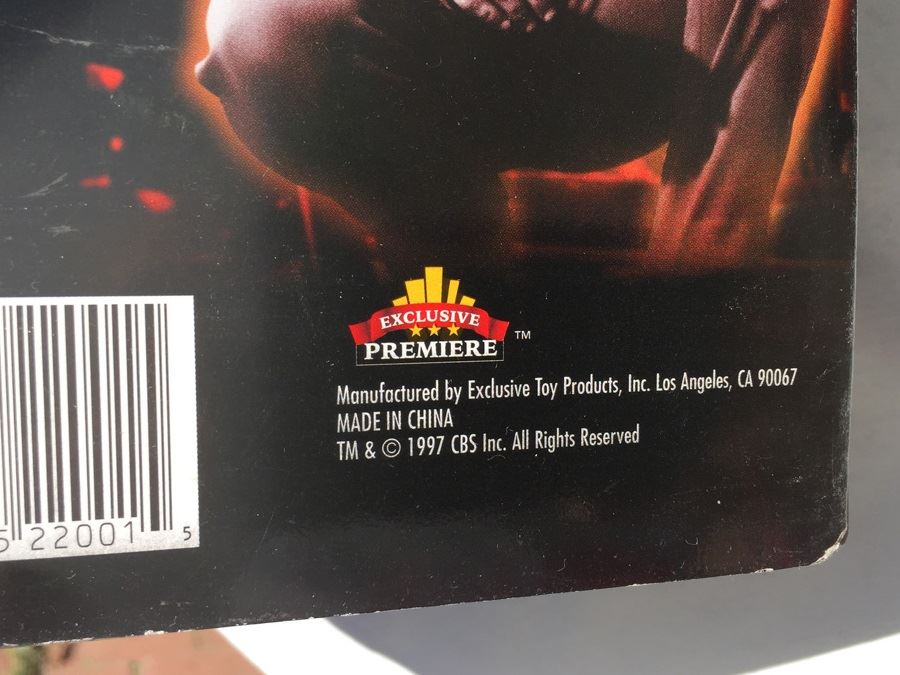 EXCLUSIVE
PREMIERE
TM
Manufactured by Exclusive Toy Products, Inc. Los Angeles, CA 90067
MADE IN CHINA
TM & © 1997 CBS Inc. All Rights Reserved
5 22001 5